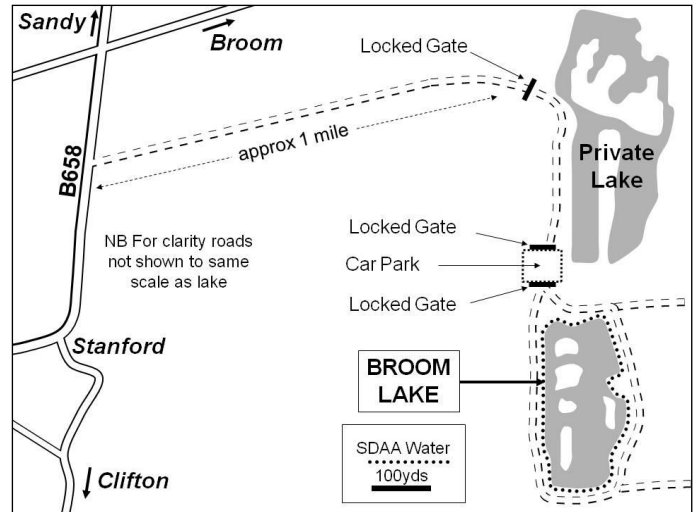 Sandy
Broom
Locked Gate
approx 1 mile
B658
Private
Lake
NB For clarity roads
not shown to same
scale as lake
Locked Gate
Car Park
Locked Gate
Stanford
BROOM
LAKE
SDAA Water
100yds
Clifton